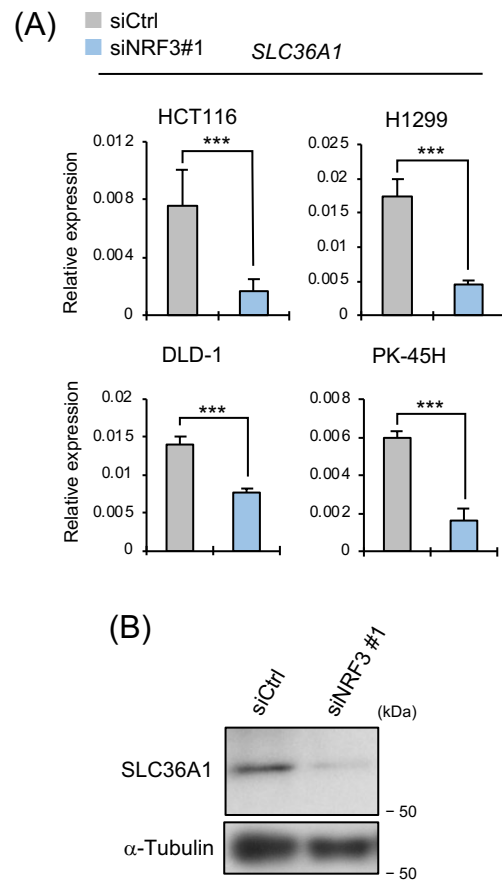 (A)
siCtrl
siNRF3#1
SLC36A1
HCT116
H1299
Relative expression
0.012
0.008
0.004
0
***
0.025
0.02
0.015
0.01
0.005
0
***
DLD-1
PK-45H
Relative expression
0.02
0.015
0.01
0.005
0
***
0.008
0.006
0.004
0.002
0
***
(B)
siCtrl
siNRF3 #1
(kDa)
SLC36A1
– 50
α-Tubulin
– 50